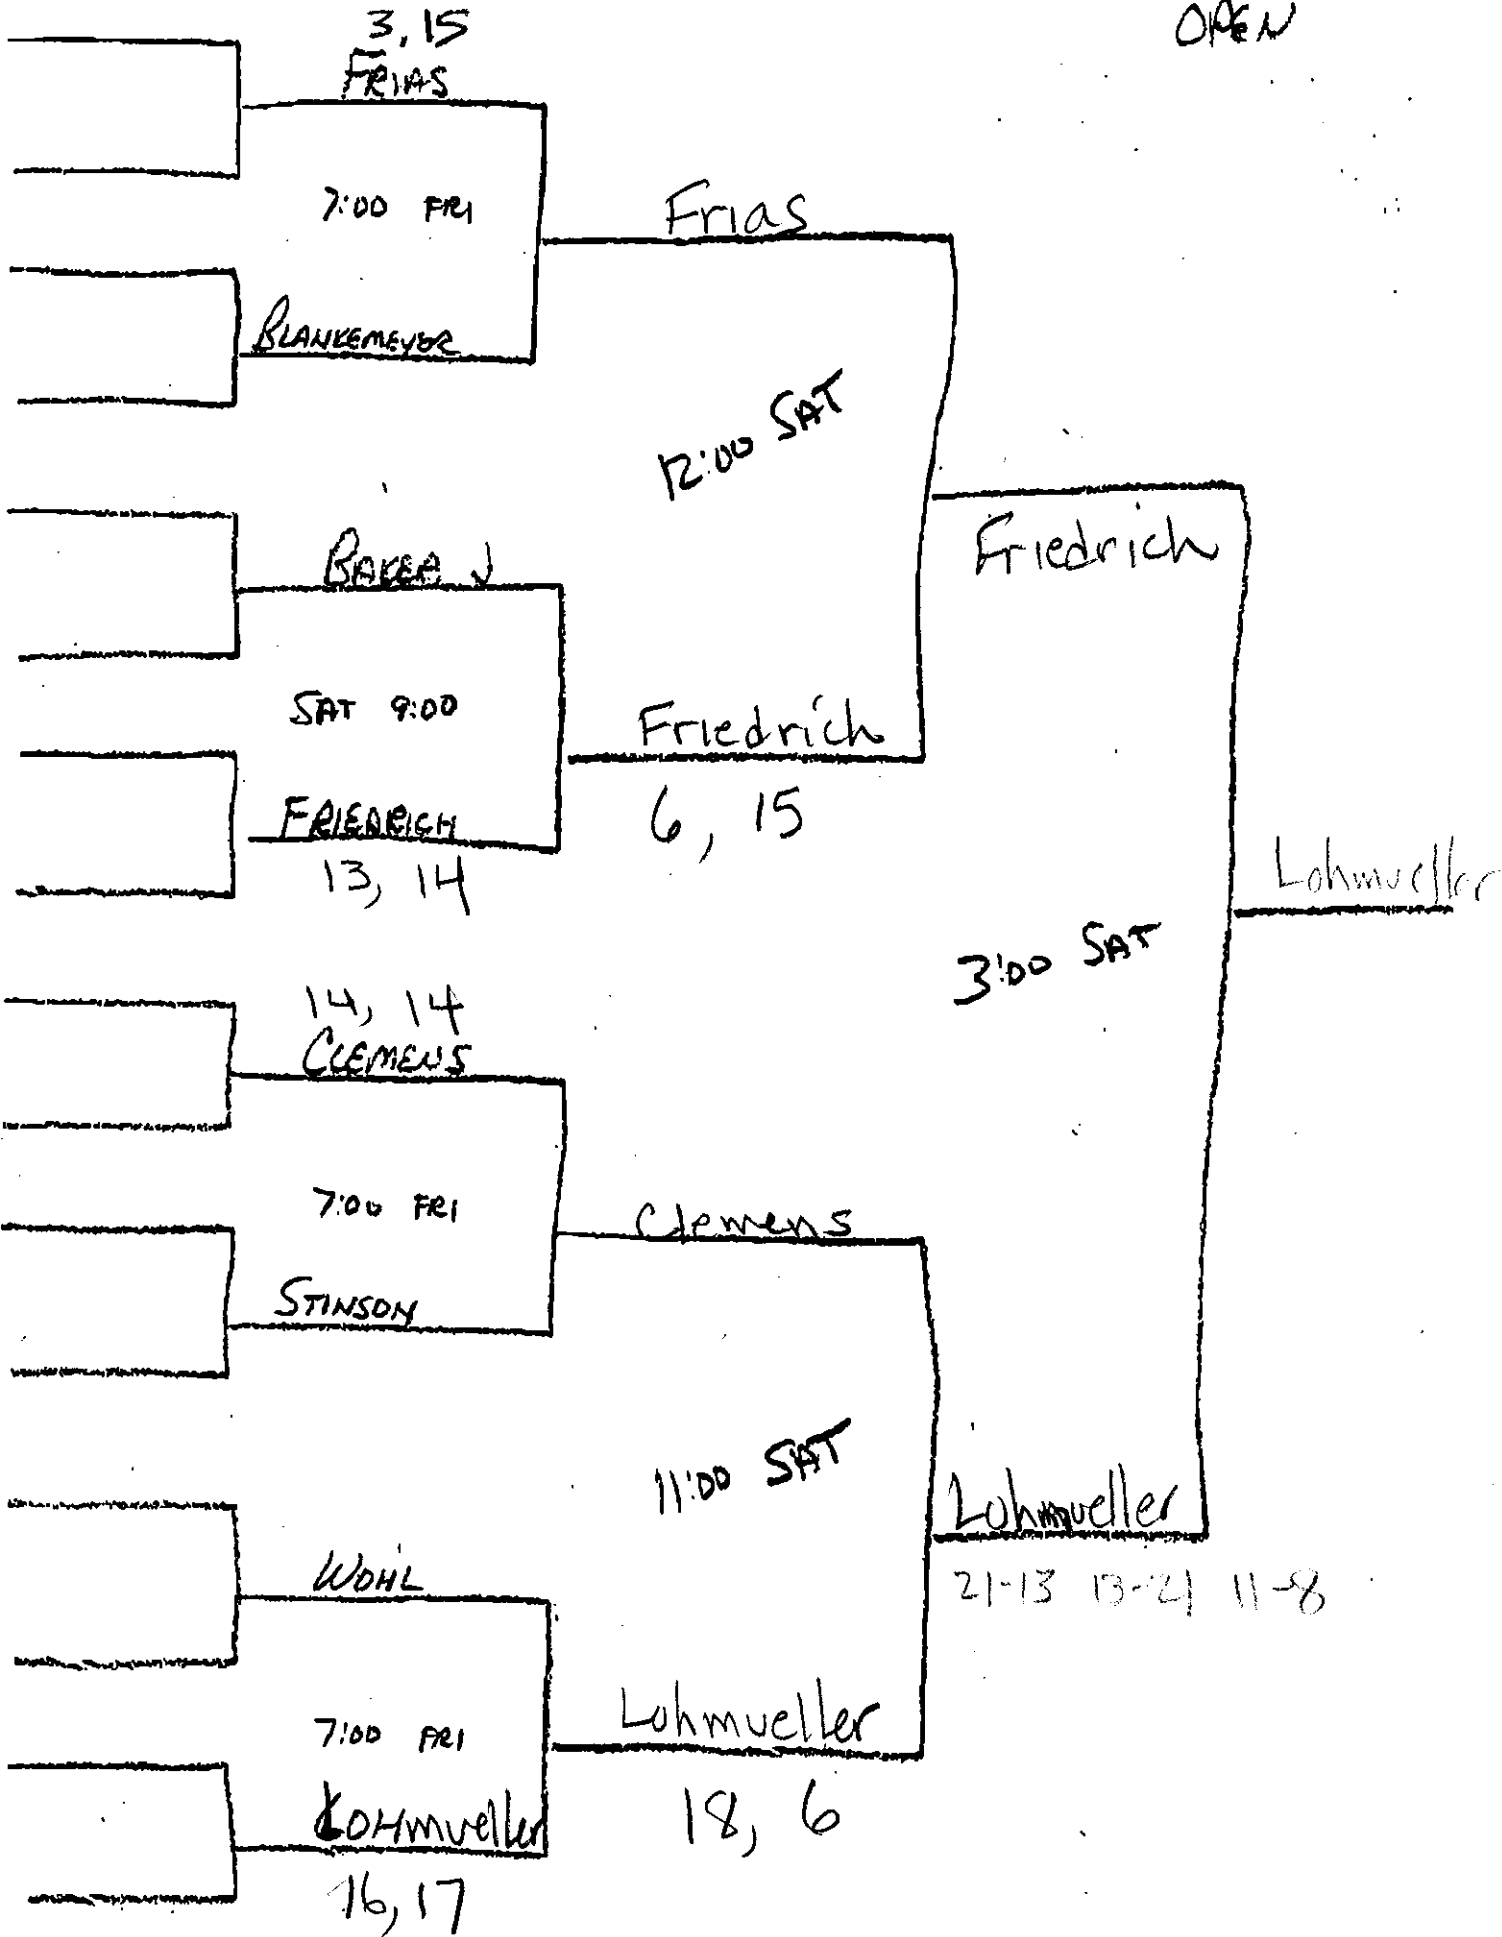 OPEN
3, 15
FRIAS
7:00 FRI
Frias
BLANKEMEYER
12:00 SAT
Friedrich
BAKER J
SAT 9:00
Friedrich
6, 15
FRIEDRICH
13, 14
Lohmueller
3:00 SAT
14, 14
CLEMENS
7:00 FRI
Clemens
STINSON
11:00 SAT
Lohmueller
21-13 13-21 11-8
WOHL
7:00 FRI
Lohmueller
18, 6
LOHmueller
16, 17